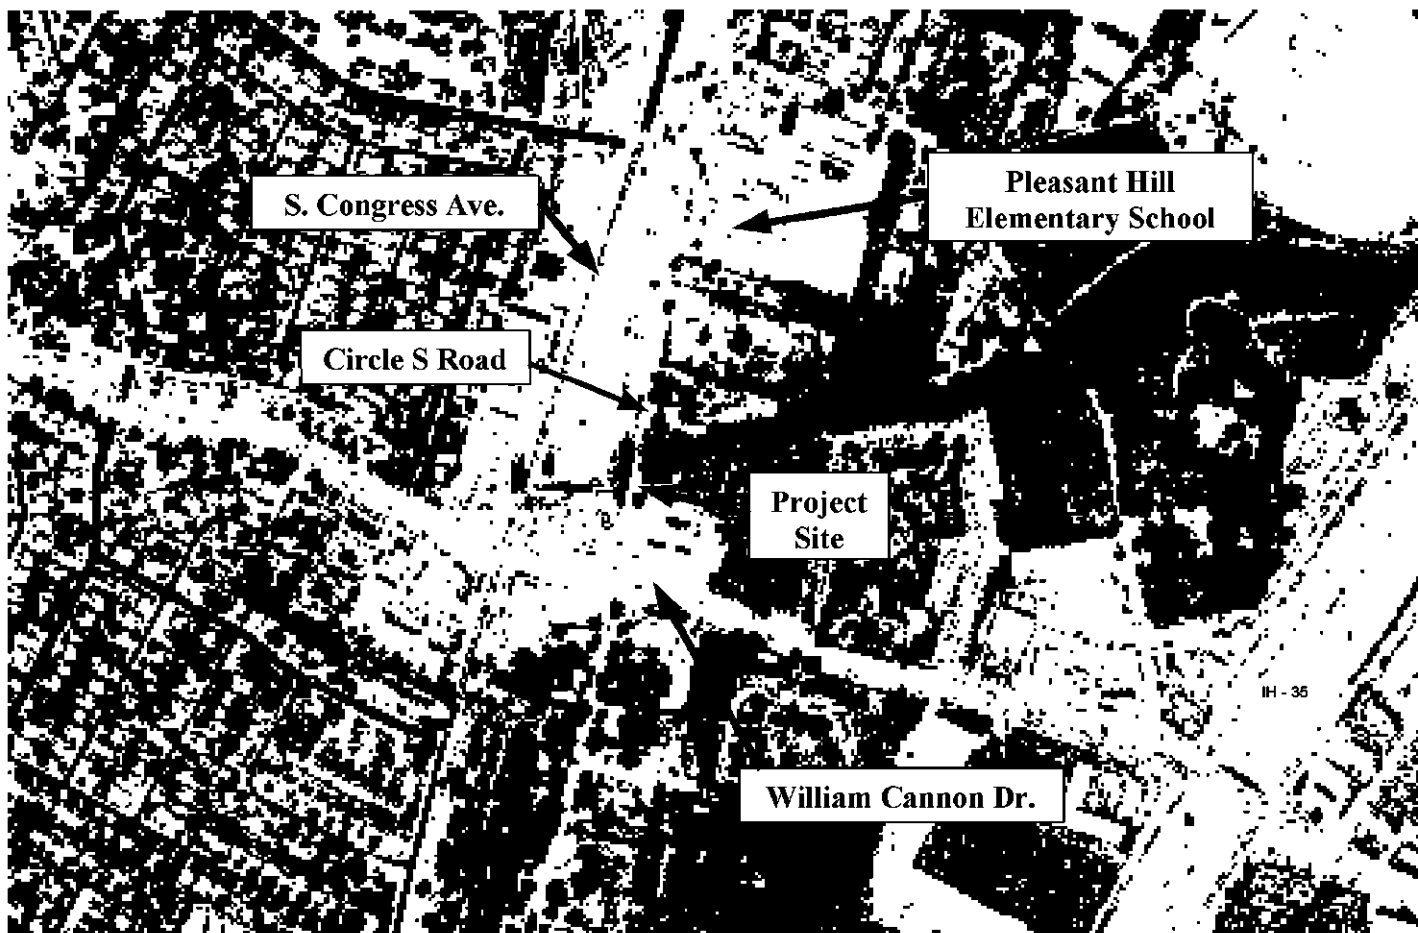 Pleasant Hill
Elementary School
S. Congress Ave.
Circle S Road
Project
Site
IH - 35
William Cannon Dr.